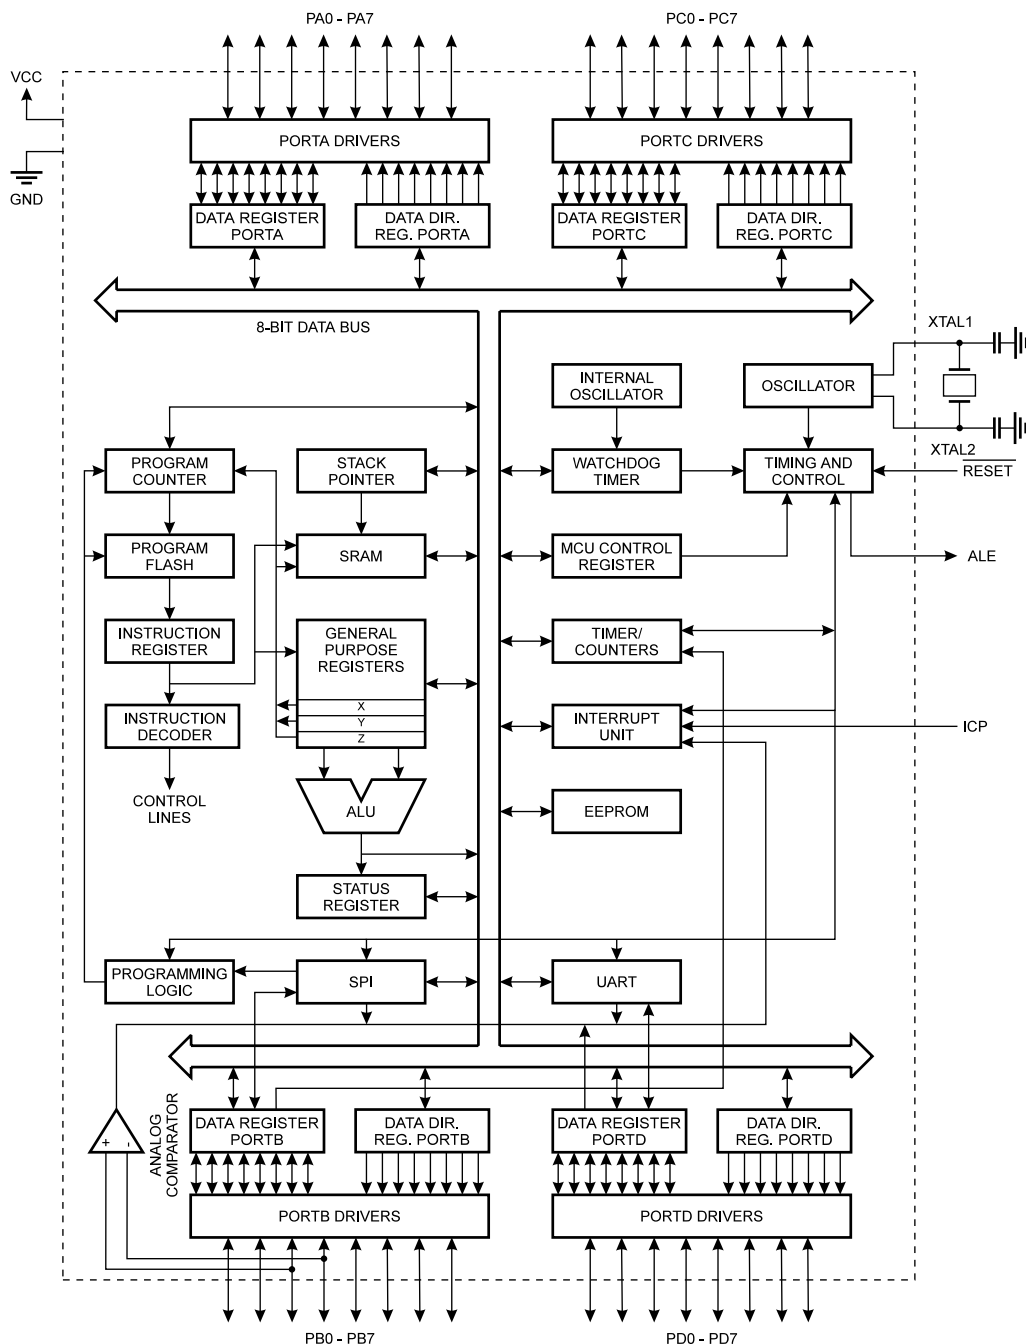 PA0 - PA7
PC0 - PC7
VCC
GND
PORTA DRIVERS
PORTC DRIVERS
DATA REGISTER
PORTA
DATA DIR.
REG. PORTA
DATA REGISTER
PORTC
DATA DIR.
REG. PORTC
8-BIT DATA BUS
XTAL1
INTERNAL
OSCILLATOR
OSCILLATOR
XTAL2
RESET
PROGRAM
COUNTER
STACK
POINTER
WATCHDOG
TIMER
TIMING AND
CONTROL
PROGRAM
FLASH
SRAM
MCU CONTROL
REGISTER
ALE
INSTRUCTION
REGISTER
GENERAL
PURPOSE
REGISTERS
X
Y
Z
TIMER/
COUNTERS
INSTRUCTION
DECODER
INTERRUPT
UNIT
ICP
CONTROL
LINES
ALU
EEPROM
STATUS
REGISTER
PROGRAMMING
LOGIC
SPI
UART
ANALOG
COMPARATOR
+
-
DATA REGISTER
PORTB
DATA DIR.
REG. PORTB
DATA REGISTER
PORTD
DATA DIR.
REG. PORTD
PORTB DRIVERS
PORTD DRIVERS
PB0 - PB7
PD0 - PD7